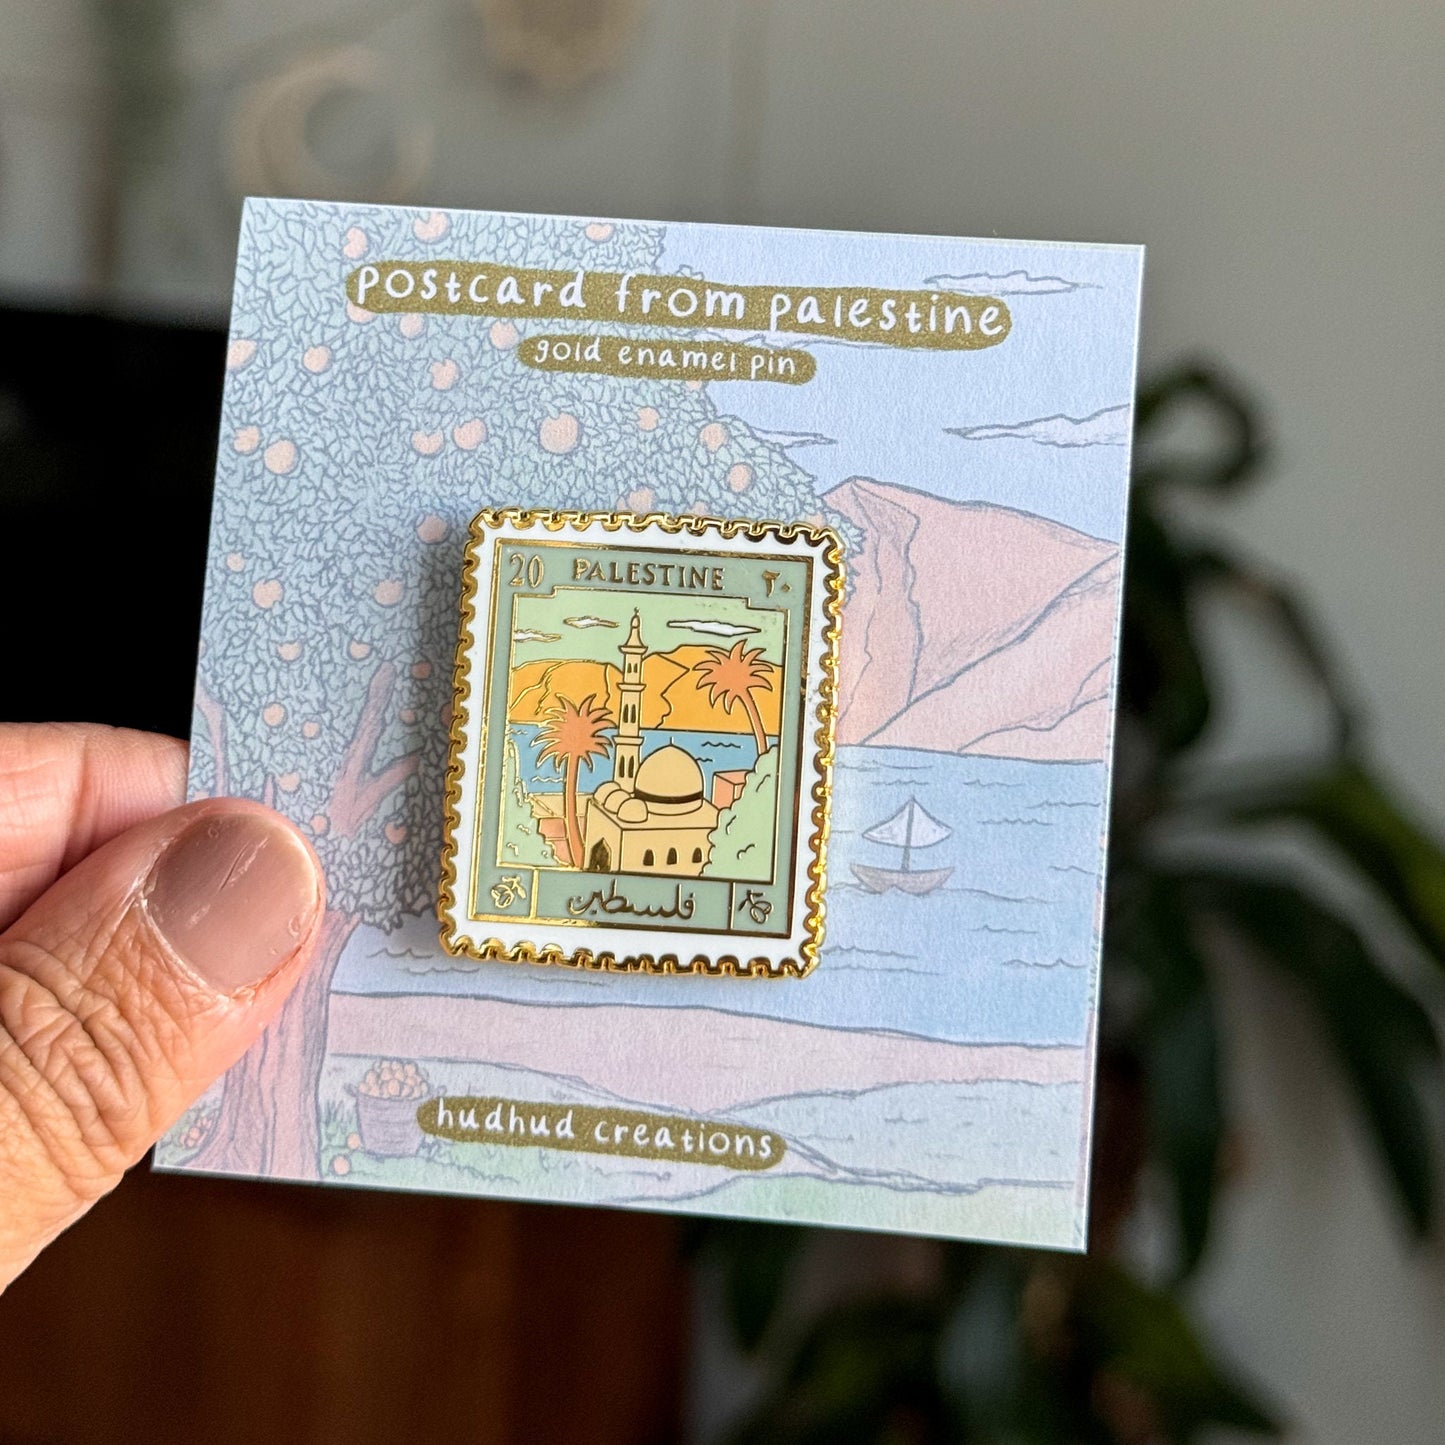 postcard from palestine
gold enamel pin
20 PALESTINE ٢٠
فلسطين
hudhud creations